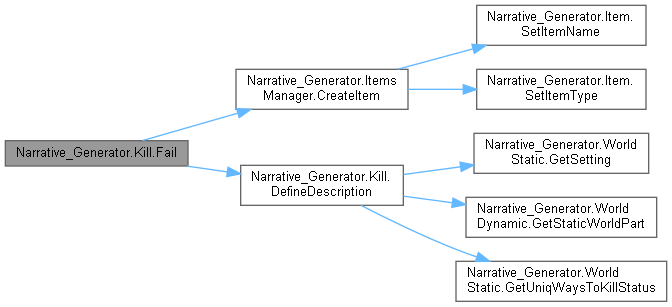 Narrative_Generator.Kill.Fail
Narrative_Generator.Items
Manager.CreateItem
Narrative_Generator.Item.
SetItemName
Narrative_Generator.Item.
SetItemType
Narrative_Generator.Kill.
DefineDescription
Narrative_Generator.World
Static.GetSetting
Narrative_Generator.World
Dynamic.GetStaticWorldPart
Narrative_Generator.World
Static.GetUniqWaysToKillStatus